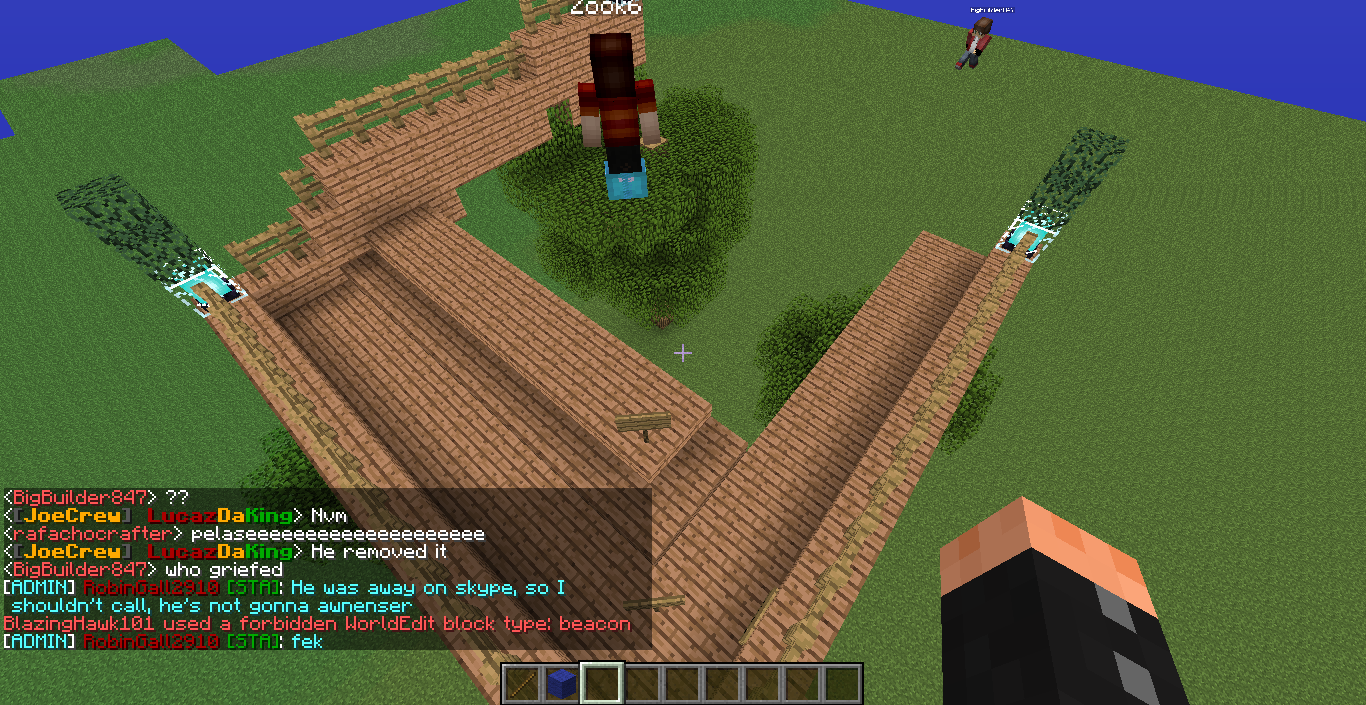 Zook6
BigBuilder847
<BigBuilder847> ??
<[JoeCrew] LucazDaKing> Nvm
<rafachocrafter> pelaseeeeeeeeeeeeeeeeeeeee
<[JoeCrew] LucazDaKing> He removed it
<BigBuilder847> who griefed
[ADMIN] RobinGall2910 [STA]: He was away on skype, so I
shouldn't call, he's not gonna awnenser
BlazingHawk101 used a forbidden WorldEdit block type: beacon
[ADMIN] RobinGall2910 [STA]: fek